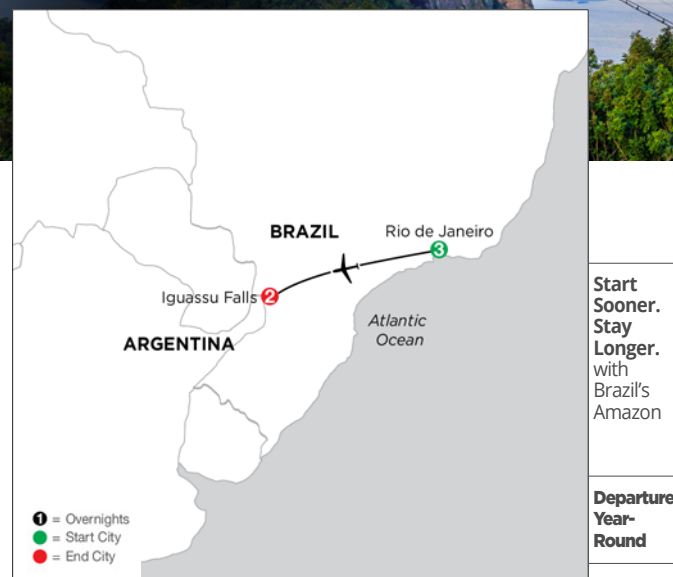 BRAZIL
Rio de Janeiro
3
Iguassu Falls 2
ARGENTINA
Atlantic
Ocean
1 = Overnights
= Start City
= End City
Start
Sooner.
Stay
Longer.
with
Brazil’s
Amazon
Departure
Year-
Round